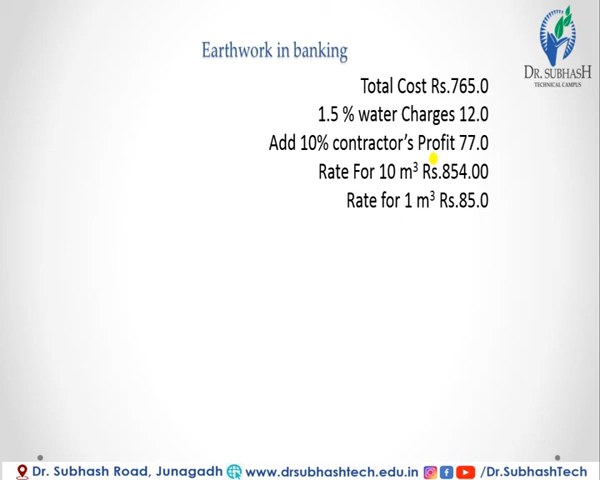 Earthwork in banking
DR. SUBHASH
TECHNICAL CAMPUS
Total Cost Rs.765.0
1.5 % water Charges 12.0
Add 10% contractor's Profit 77.0
Rate For 10 m³ Rs.854.00
Rate for 1 m³ Rs.85.0
Dr. Subhash Road, Junagadh www.drsubhashtech.edu.in /Dr.SubhashTech